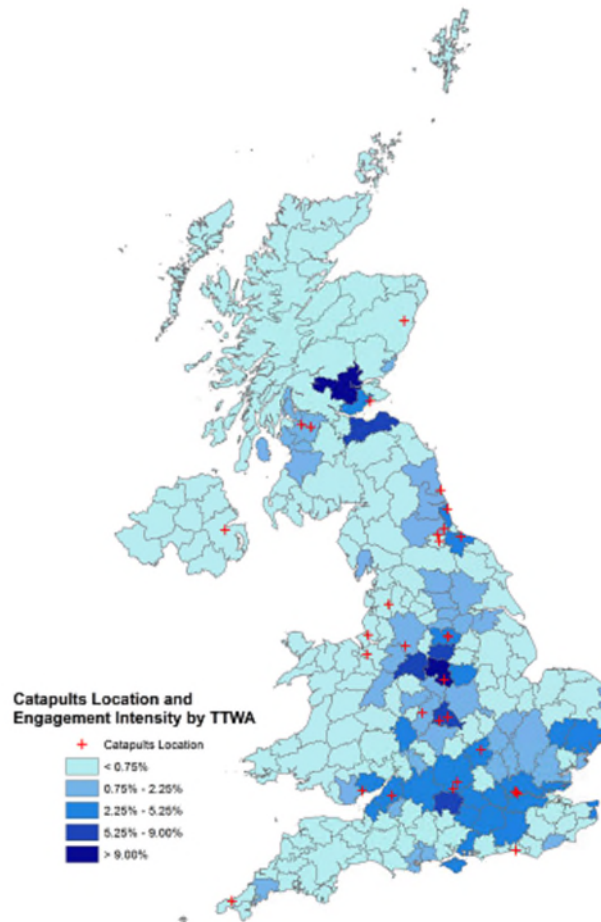 Catapults Location and
Engagement Intensity by TTWA
Catapults Location
< 0.75%
0.75% - 2.25%
2.25% - 5.25%
5.25% - 9.00%
> 9.00%